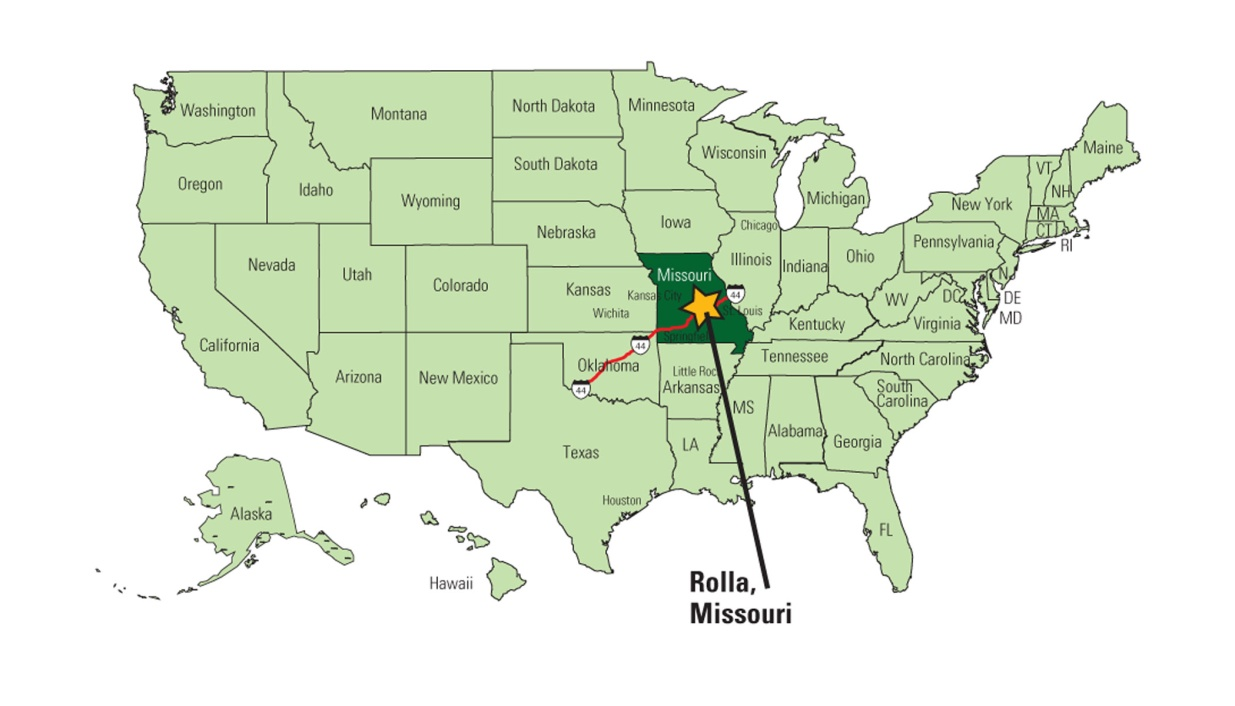 Washington
Montana
North Dakota
Minnesota
Maine
Oregon
Idaho
Wyoming
South Dakota
Wisconsin
Michigan
VT
NH
New York
MA
CT
RI
Nevada
Utah
Colorado
Nebraska
Iowa
Chicago
Illinois
Indiana
Ohio
Pennsylvania
Kansas
Wichita
Missouri
Kansas City
44
Louis
WV
DC
DE
MD
Virginia
Kentucky
California
Arizona
New Mexico
Oklahoma
44
44
Springfield
Little Roc
Arkansas
Tennessee
North Carolina
South
Carolina
Texas
Houston
LA
MS
Alabama
Georgia
FL
Alaska
Hawaii
Rolla,
Missouri